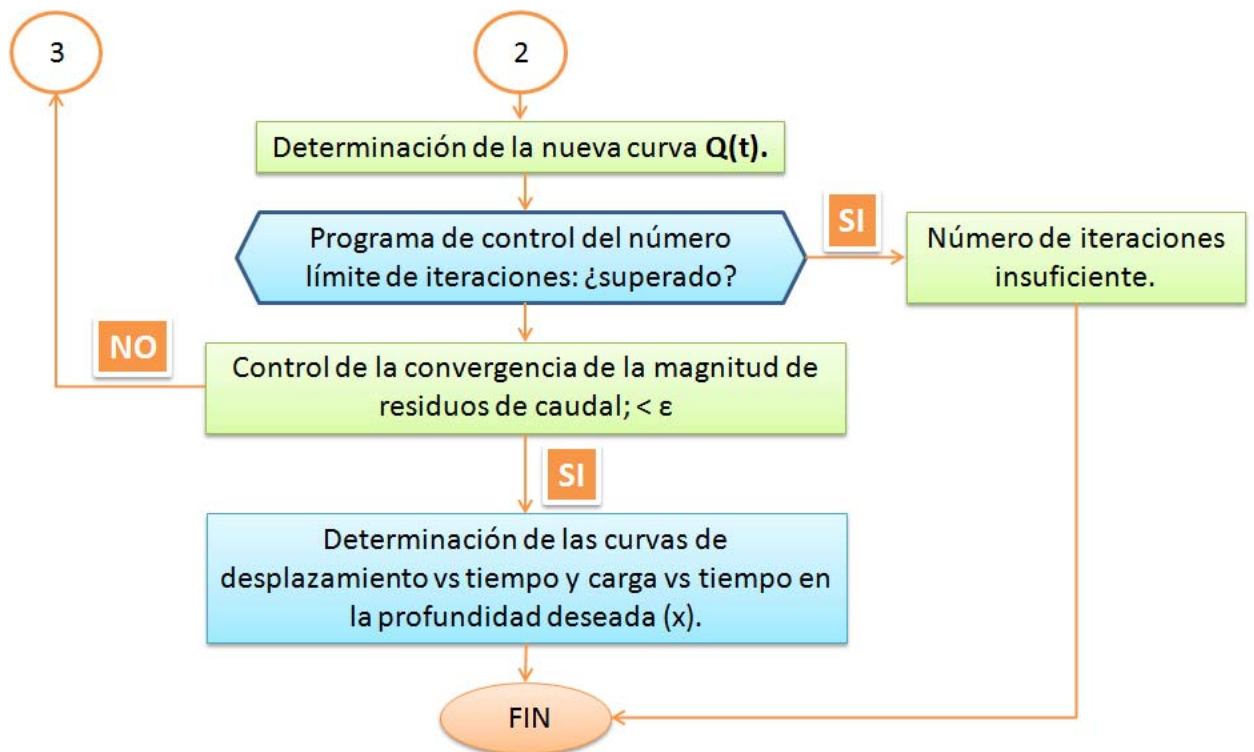 3
2
Determinación de la nueva curva Q(t).
Programa de control del número
límite de iteraciones: ¿superado?
SI
Número de iteraciones
insuficiente.
NO
Control de la convergencia de la magnitud de
residuos de caudal; < ε
SI
Determinación de las curvas de
desplazamiento vs tiempo y carga vs tiempo en
la profundidad deseada (x).
FIN